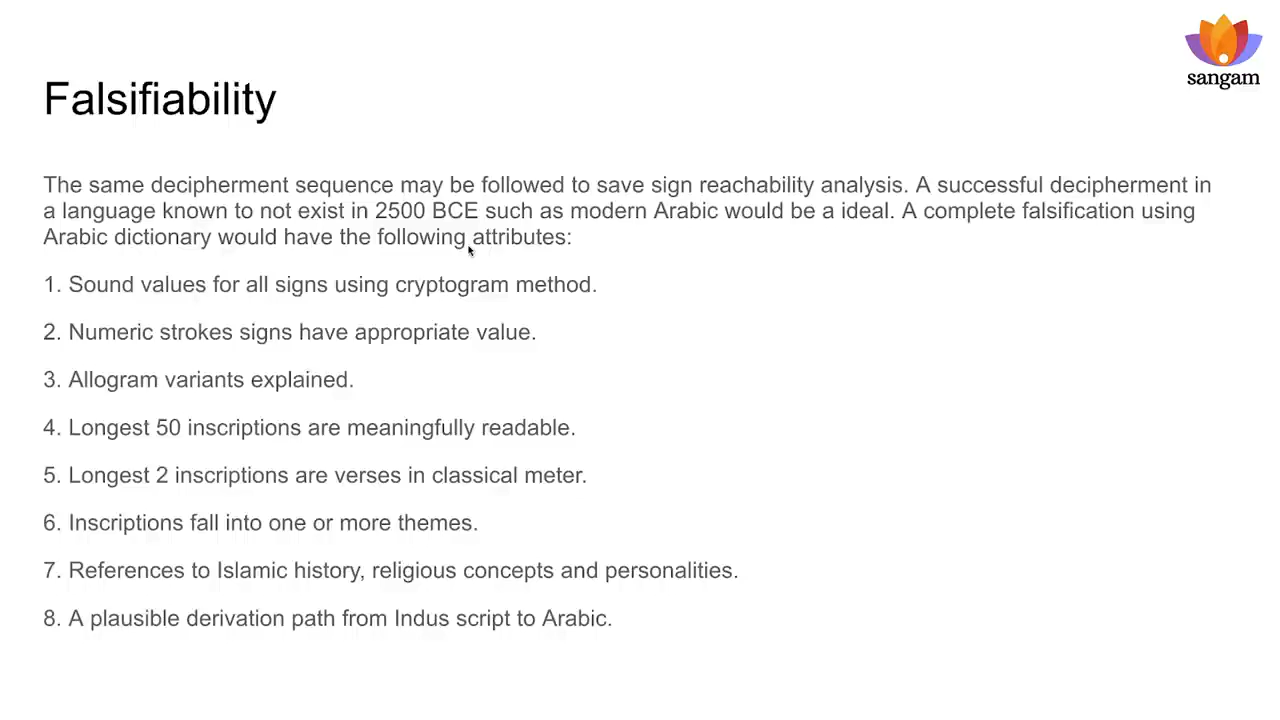 sangam
Falsifiability
The same decipherment sequence may be followed to save sign reachability analysis. A successful decipherment in
a language known to not exist in 2500 BCE such as modern Arabic would be a ideal. A complete falsification using
Arabic dictionary would have the following attributes:
1. Sound values for all signs using cryptogram method.
2. Numeric strokes signs have appropriate value.
3. Allogram variants explained.
4. Longest 50 inscriptions are meaningfully readable.
5. Longest 2 inscriptions are verses in classical meter.
6. Inscriptions fall into one or more themes.
7. References to Islamic history, religious concepts and personalities.
8. A plausible derivation path from Indus script to Arabic.